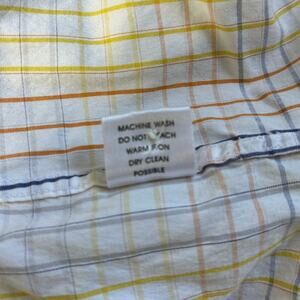 MACHINE WASH
DO NOT BLEACH
WARM IRON
DRY CLEAN
POSSIBLE